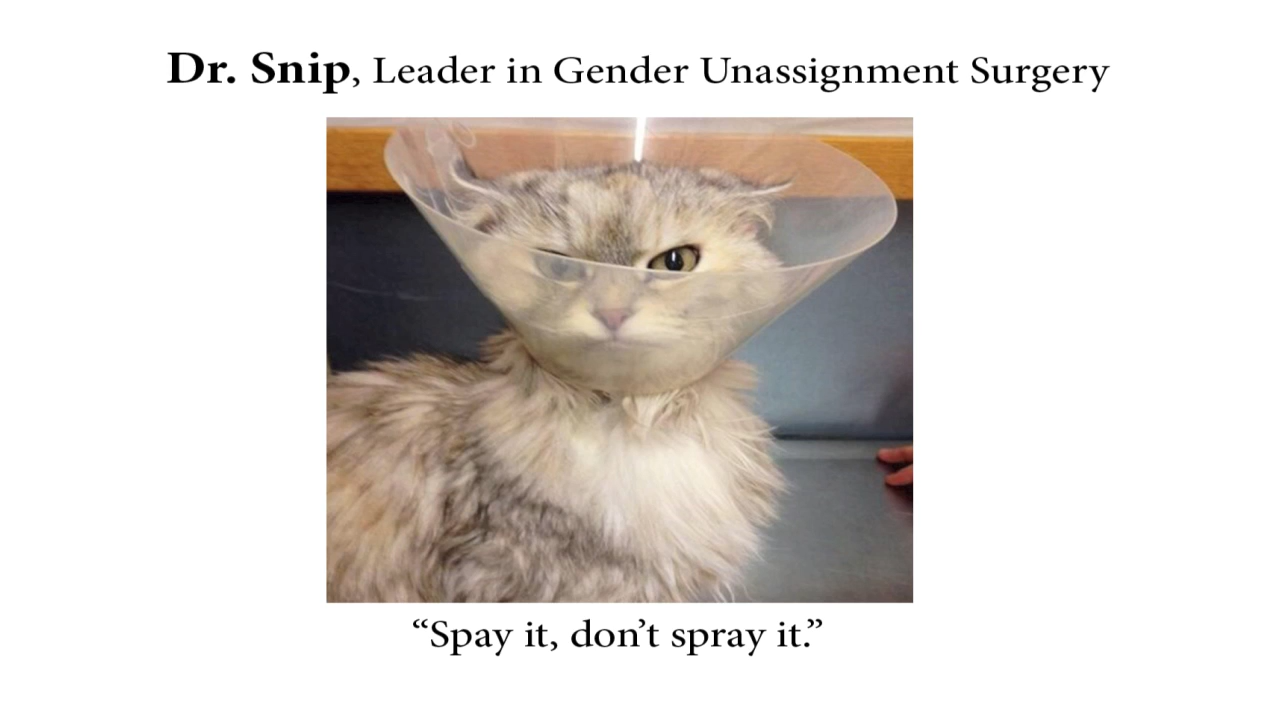 Dr. Snip, Leader in Gender Unassignment Surgery
“Spay it, don’t spray it.”